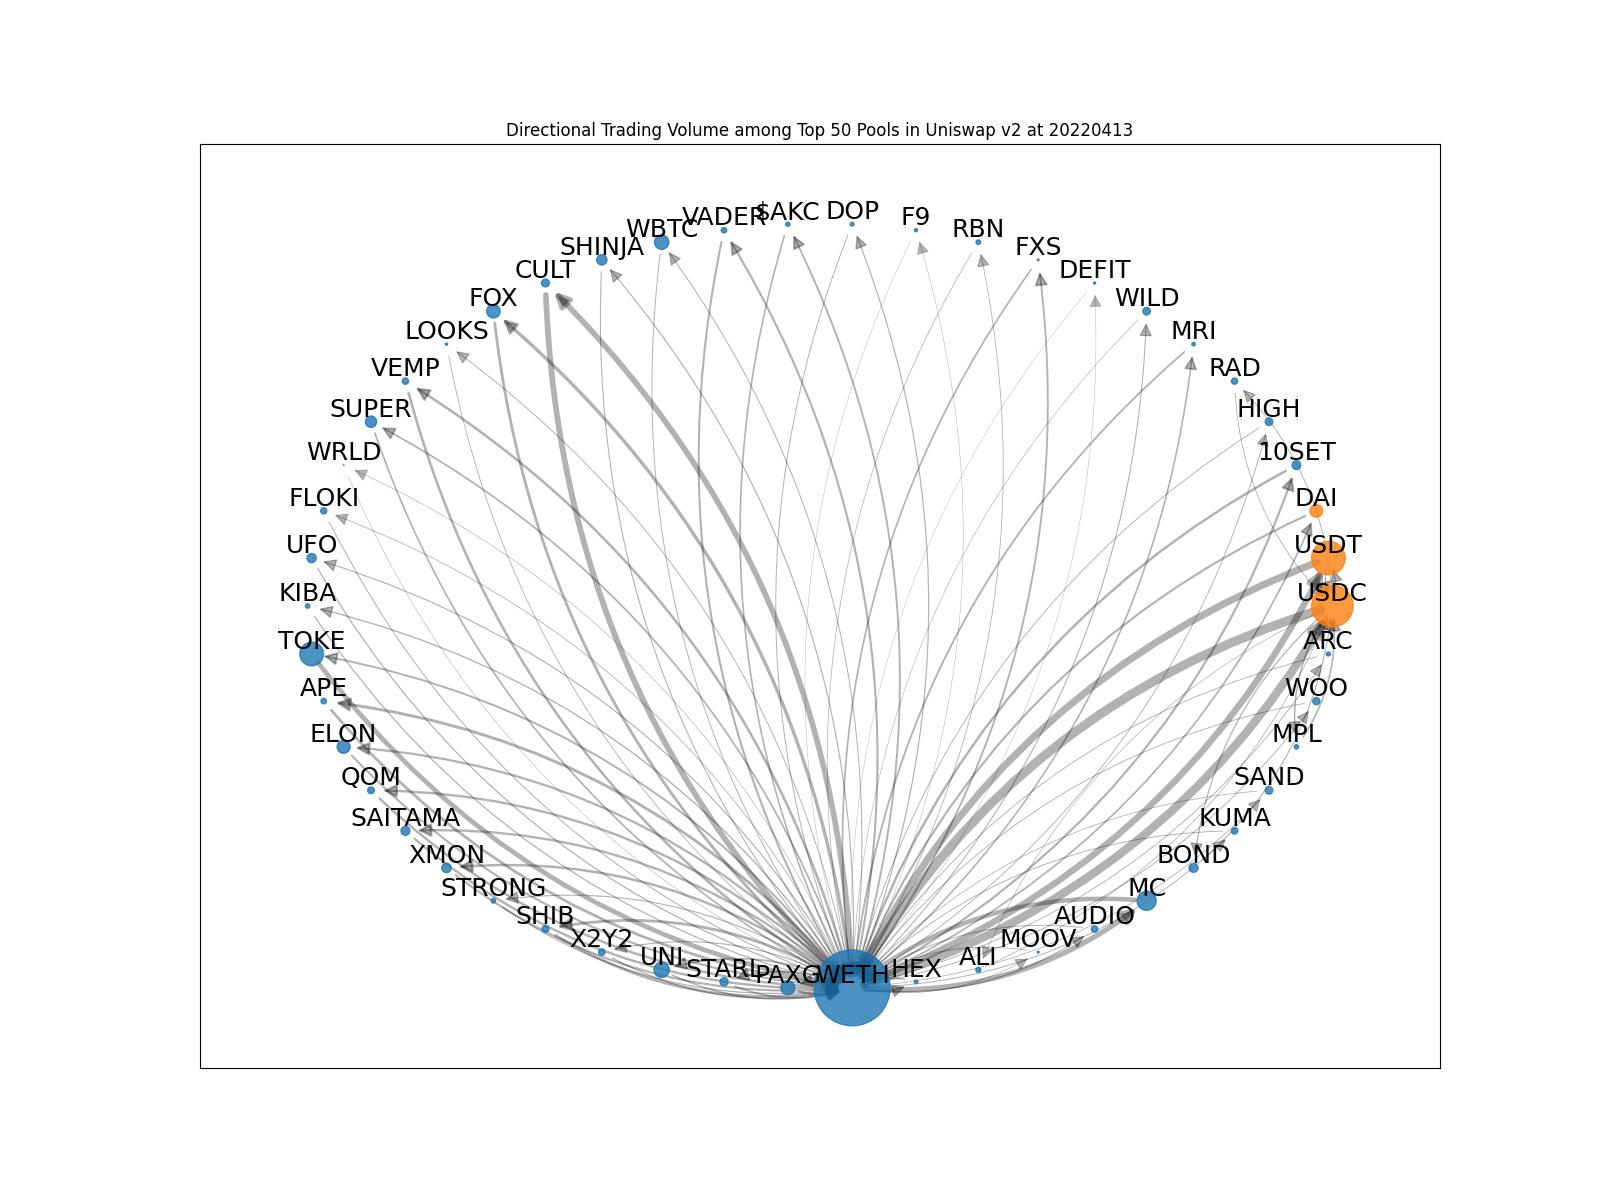 Directional Trading Volume among Top 50 Pools in Uniswap v2 at 20220413
VADER
$AKC
DOP
F9
WBTC
RBN
SHINJA
FXS
CULT
DEFIT
FOX
WILD
LOOKS
MRI
VEMP
RAD
SUPER
HIGH
WRLD
10SET
FLOKI
DAI
UFO
USDT
KIBA
USDC
TOKE
ARC
APE
WOO
ELON
MPL
QOM
SAND
SAITAMA
KUMA
XMON
BOND
STRONG
MC
SHIB
AUDIO
X2Y2
MOOV
UNI
ALI
STARL
PAXG
WETH
HEX